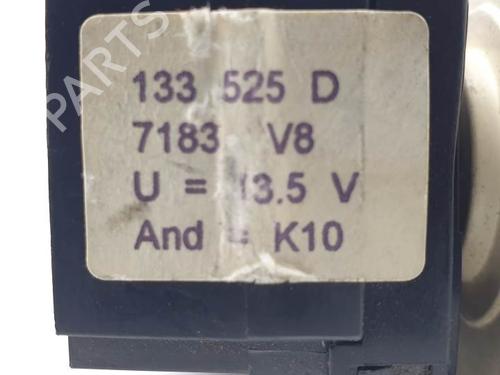 PARTS
133 525 D
7183 V8
U = 13.5 V
And = K10